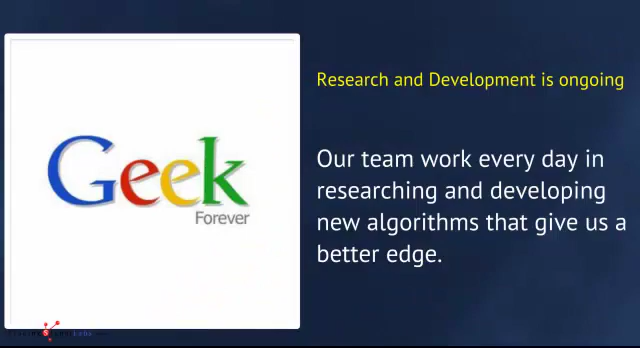 Geek
Forever
Research and Development is ongoing
Our team work every day in
researching and developing
new algorithms that give us a
better edge.